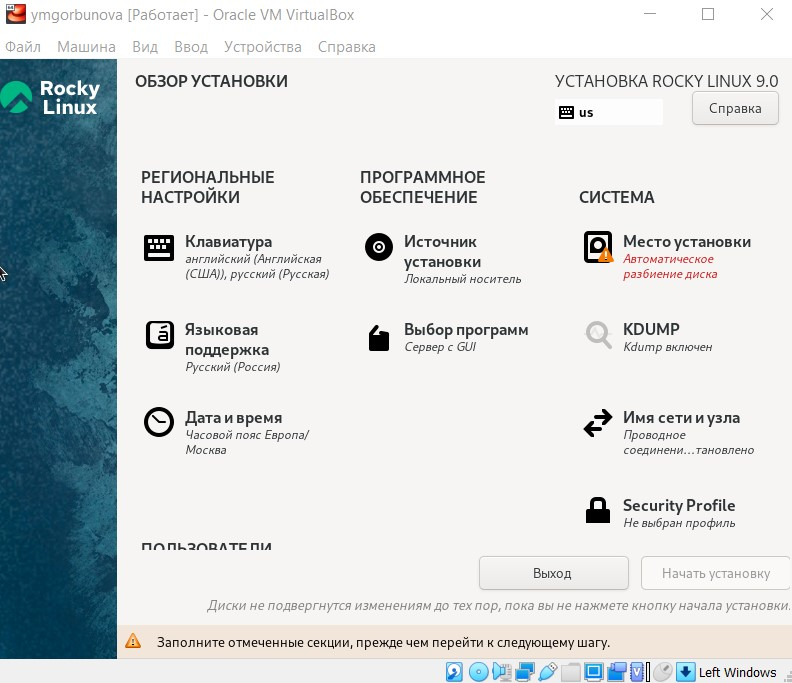 ymgorbunova [Работает] - Oracle VM VirtualBox
Файл Машина Вид Ввод Устройства Справка
Rocky
Linux
ОБЗОР УСТАНОВКИ
УСТАНОВКА ROCKY LINUX 9.0
us
Справка
РЕГИОНАЛЬНЫЕ
НАСТРОЙКИ
Клавиатура
английский (Английская
(США)), русский (Русская)
Языковая
поддержка
Русский (Россия)
Дата и время
Часовой пояс Европа/
Москва
ПОЛЬЗОВАТЕЛИ
ПРОГРАММНОЕ
ОБЕСПЕЧЕНИЕ
Источник
установки
Локальный носитель
Выбор программ
Сервер с GUI
СИСТЕМА
Место установки
Автоматическое
разбиение диска
KDUMP
Kdump включен
Имя сети и узла
Проводное
соединени...тановлено
Security Profile
Не выбран профиль
Выход
Начать установку
Диски не подвергнутся изменениям до тех пор, пока вы не нажмете кнопку начала установки.
Заполните отмеченные секции, прежде чем перейти к следующему шагу.
Left Windows